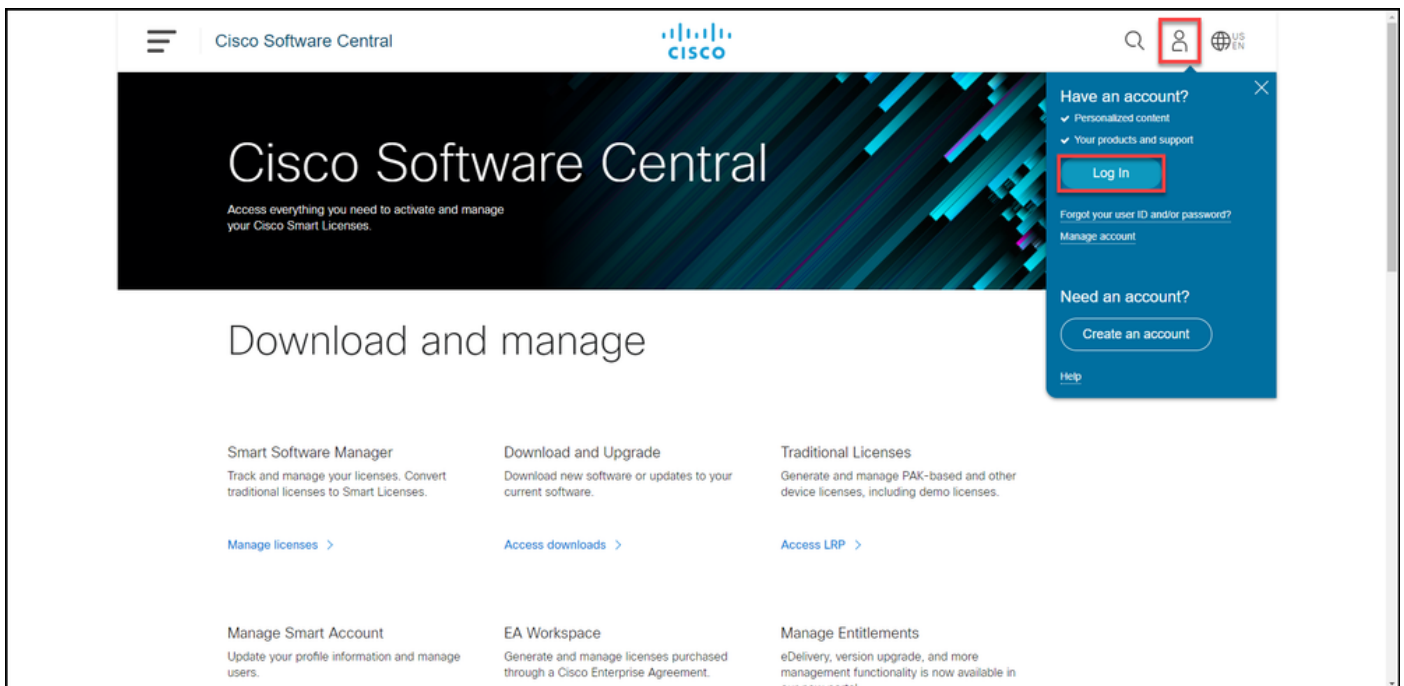 Cisco Software Central
CISCO
US
EN
Have an account?
Personalized content
Your products and support
Log In
Forgot your user ID and/or password?
Manage account
Need an account?
Create an account
Help
Cisco Software Central
Access everything you need to activate and manage
your Cisco Smart Licenses.
Download and manage
Smart Software Manager
Track and manage your licenses. Convert
traditional licenses to Smart Licenses.
Manage licenses
Download and Upgrade
Download new software or updates to your
current software.
Access downloads
Traditional Licenses
Generate and manage PAK-based and other
device licenses, including demo licenses.
Access LRP
Manage Smart Account
Update your profile information and manage
users.
EA Workspace
Generate and manage licenses purchased
through a Cisco Enterprise Agreement.
Manage Entitlements
eDelivery, version upgrade, and more
management functionality is now available in